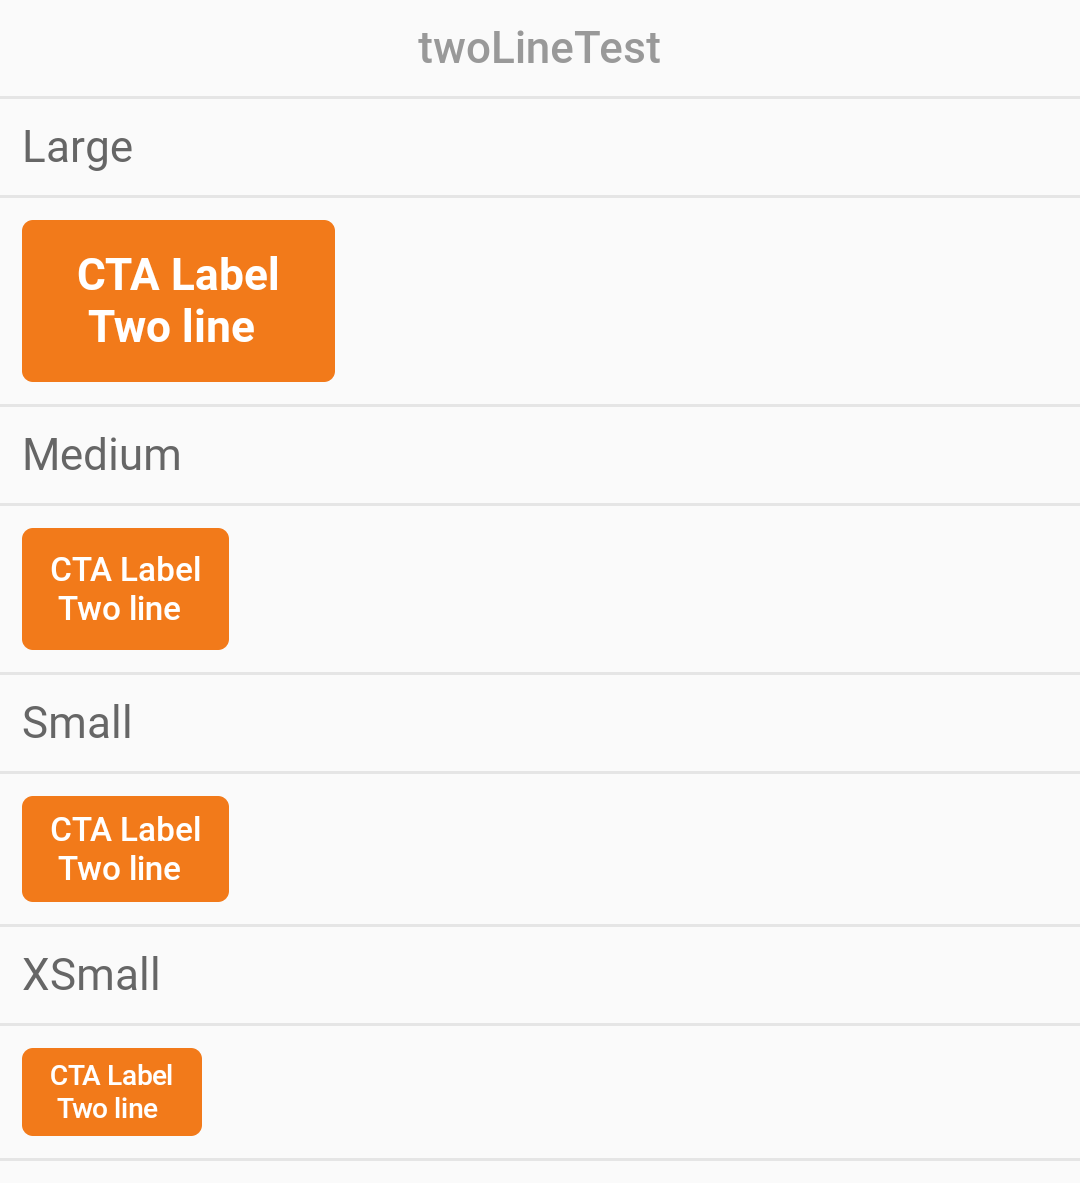 twoLineTest
Large
CTA Label
Two line
Medium
CTA Label
Two line
Small
CTA Label
Two line
XSmall
CTA Label
Two line